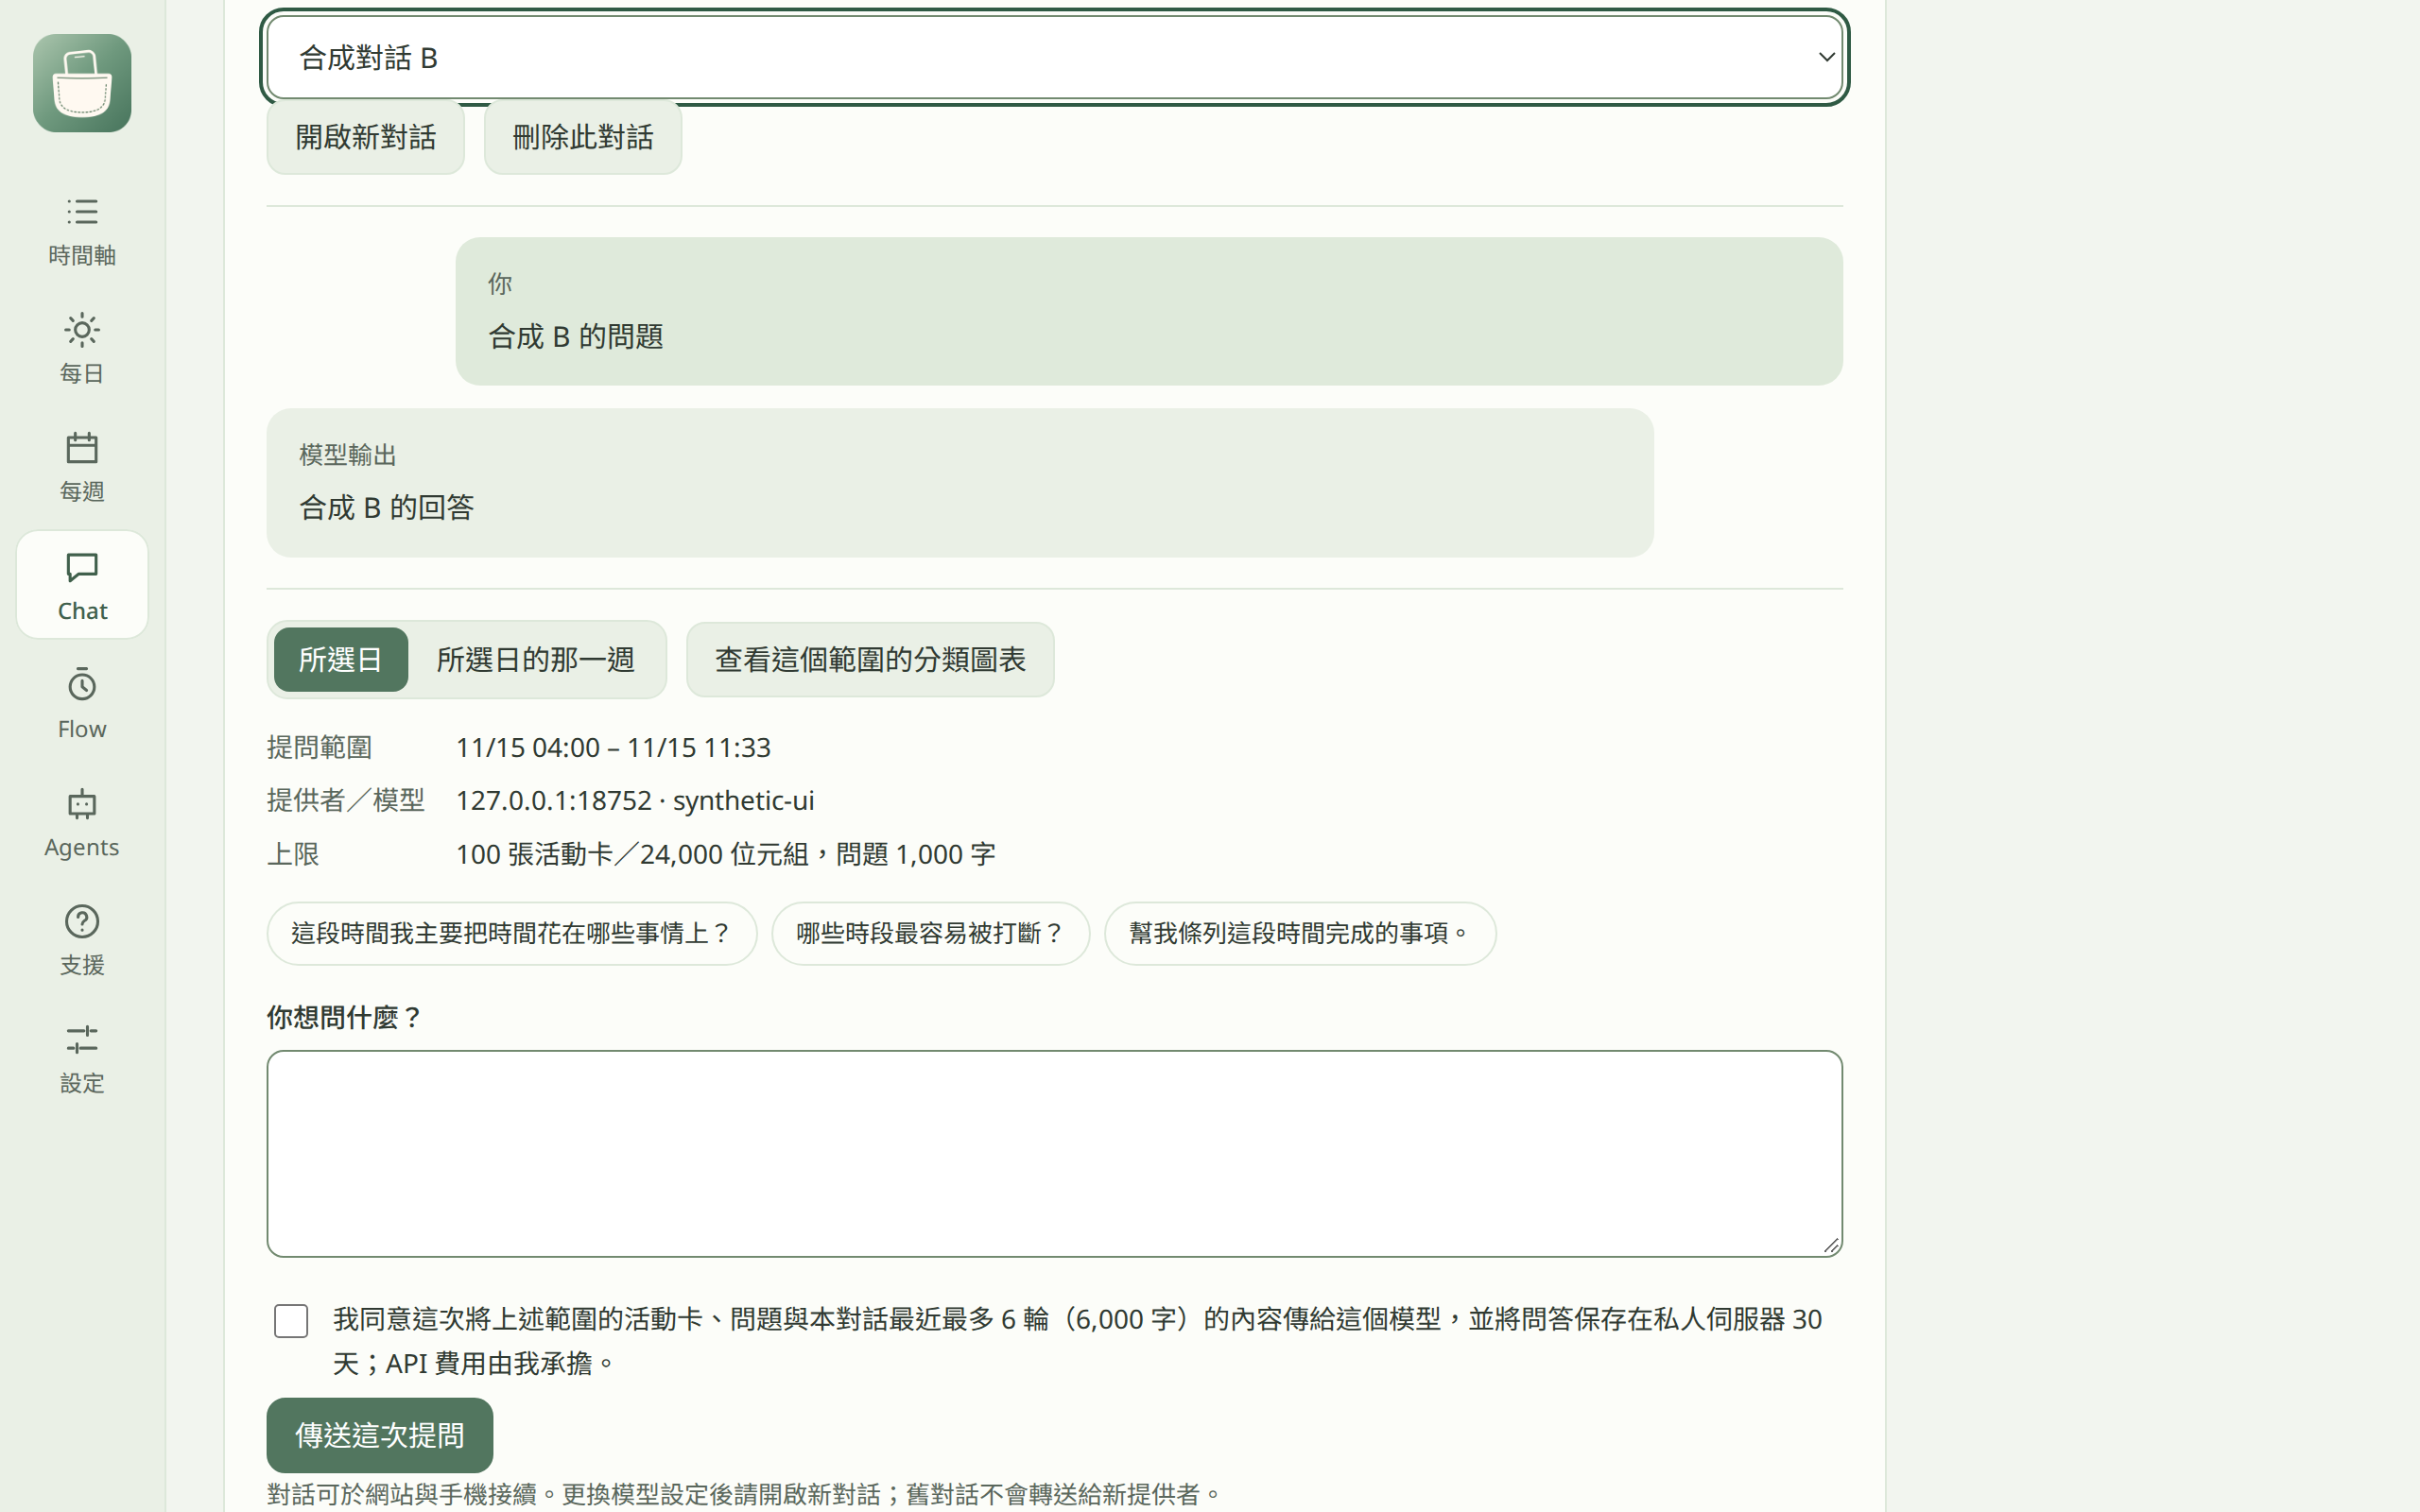 合成對話 B
開啟新對話
刪除此對話
時間軸
每日
每週
Chat
Flow
Agents
支援
設定
你
合成 B 的問題
模型輸出
合成 B 的回答
所選日
所選日的那一週
查看這個範圍的分類圖表
提問範圍 11/15 04:00 – 11/15 11:33
提供者／模型 127.0.0.1:18752 · synthetic-ui
上限 100 張活動卡／24,000 位元組，問題 1,000 字
這段時間我主要把時間花在哪些事情上？
哪些時段最容易被打斷？
幫我條列這段時間完成的事項。
你想問什麼？
我同意這次將上述範圍的活動卡、問題與本對話最近最多 6 輪（6,000 字）的內容傳給這個模型，並將問答保存在私人伺服器 30
天；API 費用由我承擔。
傳送這次提問
對話可於網站與手機接續。更換模型設定後請開啟新對話；舊對話不會轉送給新提供者。